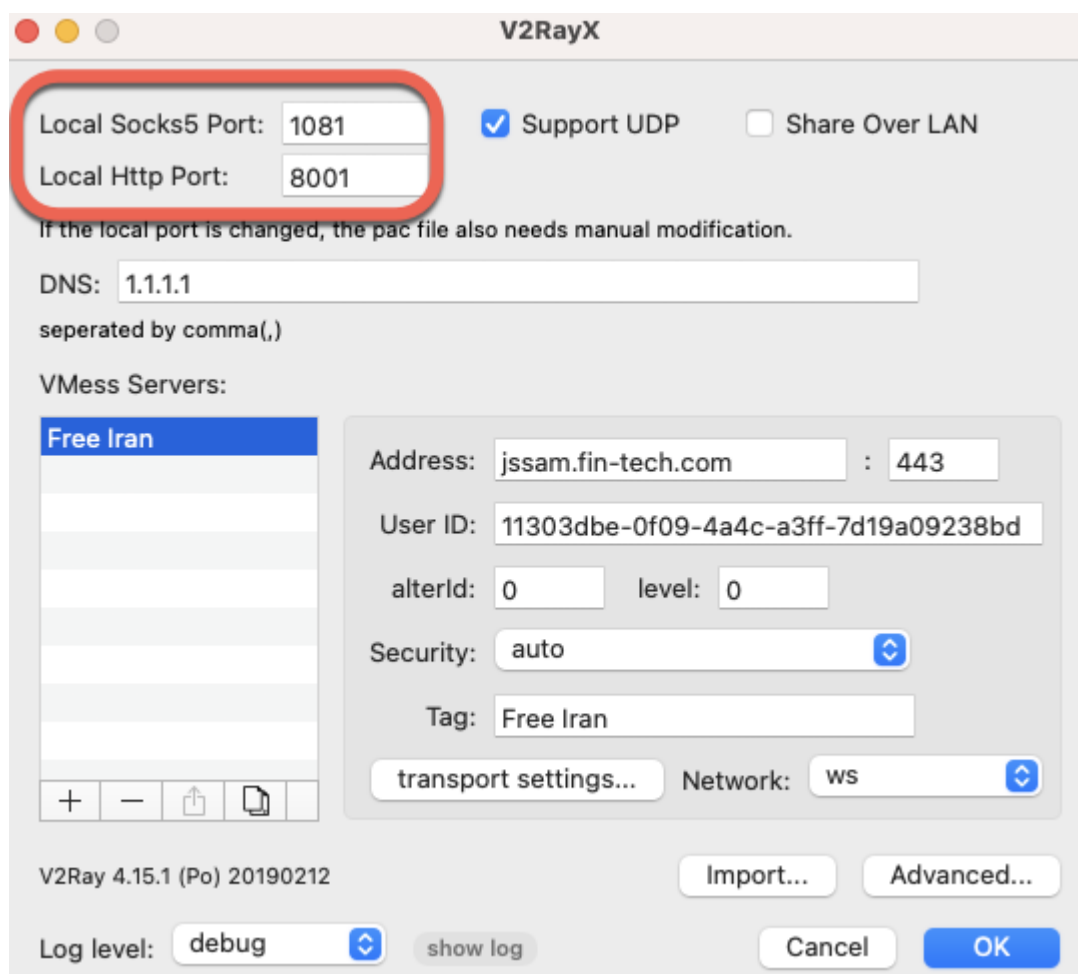 V2RayX
Local Socks5 Port: 1081 Support UDP Share Over LAN
Local Http Port: 8001
If the local port is changed, the pac file also needs manual modification.
DNS: 1.1.1.1
seperated by comma(,)
VMess Servers:
Free Iran
Address: jssam.fin-tech.com : 443
User ID: 11303dbe-0f09-4a4c-a3ff-7d19a09238bd
alterId: 0 level: 0
Security: auto
Tag: Free Iran
transport settings... Network: ws
V2Ray 4.15.1 (Po) 20190212 Import... Advanced...
Log level: debug show log Cancel OK